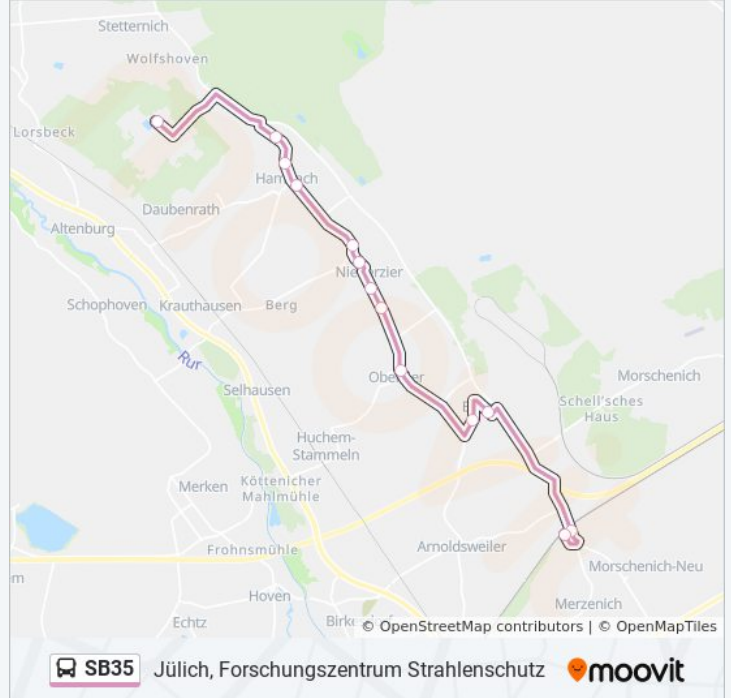 Stetternich
Wolfshoven
Lorsbeck
Daubenrath
Altenburg
Schophoven
Krauthausen
Berg
Rur
Selhausen
Huchem-
Stammeln
Morschenich
Schell'sches
Haus
Merken
Köttenicher
Mahlmühle
Frohnsmühle
Arnoldsweiler
Morschenich-Neu
Hoven
Merzenich
Echtz
© OpenStreetMap contributors | © OpenMapTiles
SB35
Jülich, Forschungszentrum Strahlenschutz
moovit